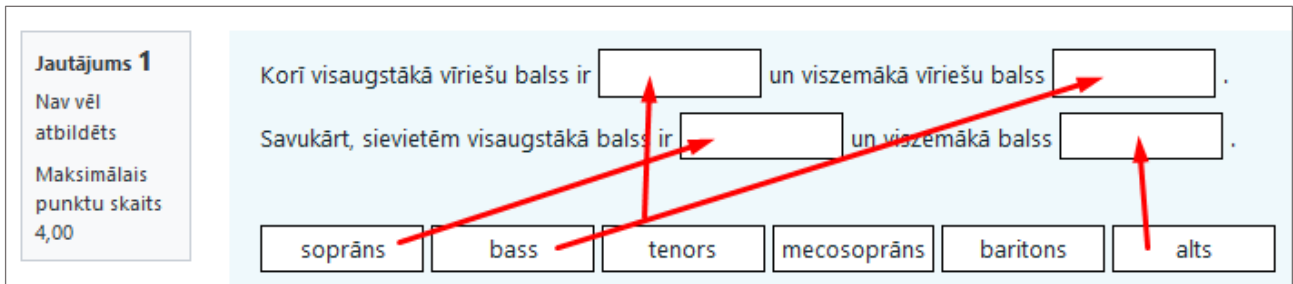 Jautājums 1
Nav vēl
atbildēts
Maksimālais
punktu skaits
4,00
Korī visaugstākā vīriešu balss ir un viszemākā vīriešu balss .
Savukārt, sievietēm visaugstākā balss ir un viszemākā balss .
soprāns bass tenors mecosoprāns baritons alts